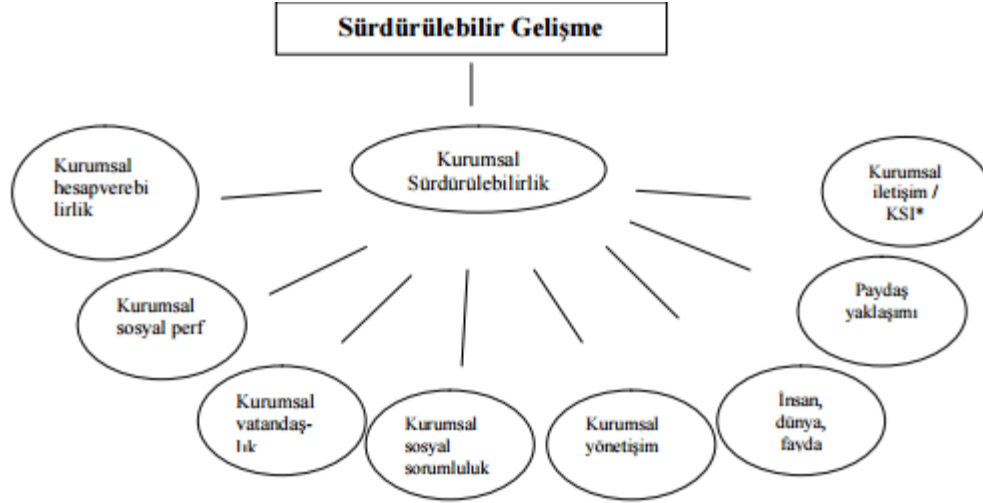 Sürdürülebilir Gelişme
Kurumsal
Sürdürülebilirlik
Kurumsal
hesapverebi
lirlik
Kurumsal
sosyal perf
Kurumsal
vatandaş-
lık
Kurumsal
sosyal
sorumluluk
Kurumsal
yönetişim
İnsan,
dünya,
fayda
Paydaş
yaklaşımı
Kurumsal
iletişim /
KSI*